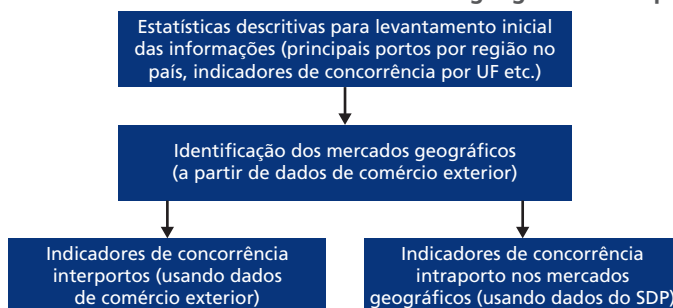 Estatísticas descritivas para levantamento inicial
das informações (principais portos por região no
país, indicadores de concorrência por UF etc.)
Identificação dos mercados geográficos
(a partir de dados de comércio exterior)
Indicadores de concorrência
interportos (usando dados
de comércio exterior)
Indicadores de concorrência
intraporto nos mercados
geográficos (usando dados do SDP)